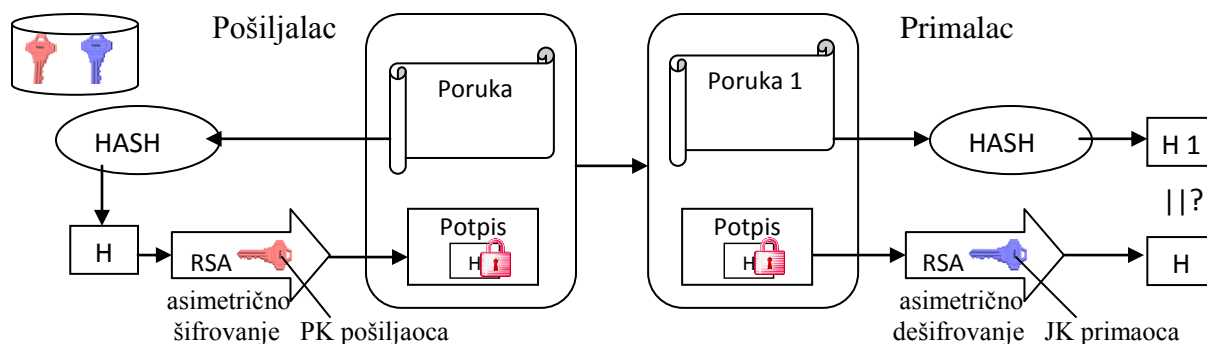 Pošiljalac
Primalac
Poruka
Poruka 1
HASH
HASH
H 1
||?
H
RSA
Potpis
H
Potpis
H
RSA
H
asimetrično
šifrovanje
PK pošiljaoca
asimetrično
dešifrovanje
JK primaoca